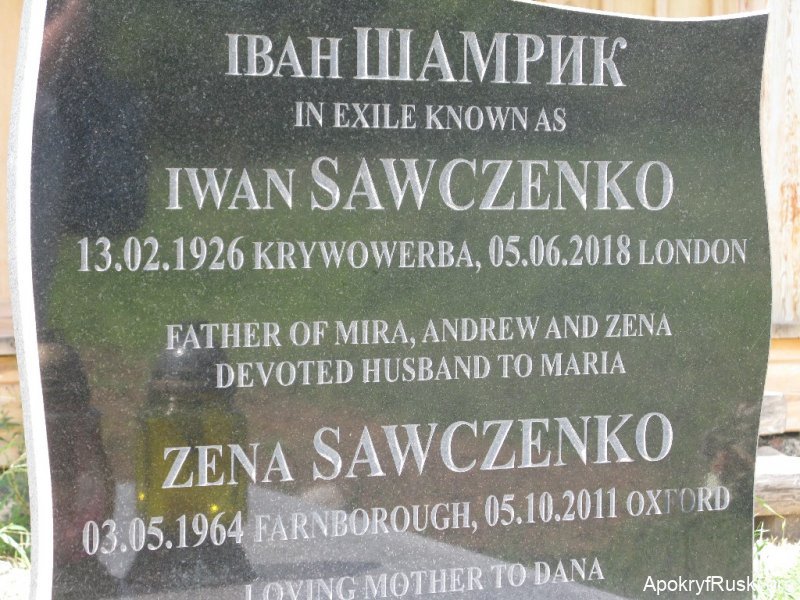 ІВАН ШАМРИК
IN EXILE KNOWN AS
IWAN SAWCZENKO
13.02.1926 KRYWOWERBA, 05.06.2018 LONDON
FATHER OF MIRA, ANDREW AND ZENA
DEVOTED HUSBAND TO MARIA
ZENA SAWCZENKO
03.05.1964 FARNBOROUGH, 05.10.2011 OXFORD
LOVING MOTHER TO DANA
ApokryfRuski.org